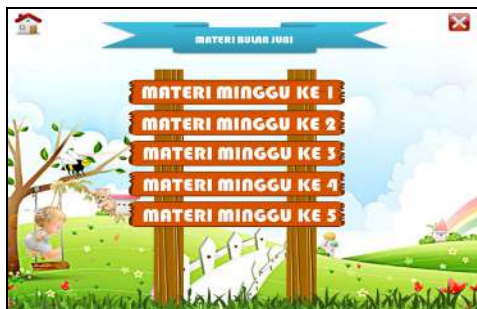 MATERI BULAN JUNI
MATERI MINGGU KE 1
MATERI MINGGU KE 2
MATERI MINGGU KE 3
MATERI MINGGU KE 4
MATERI MINGGU KE 5